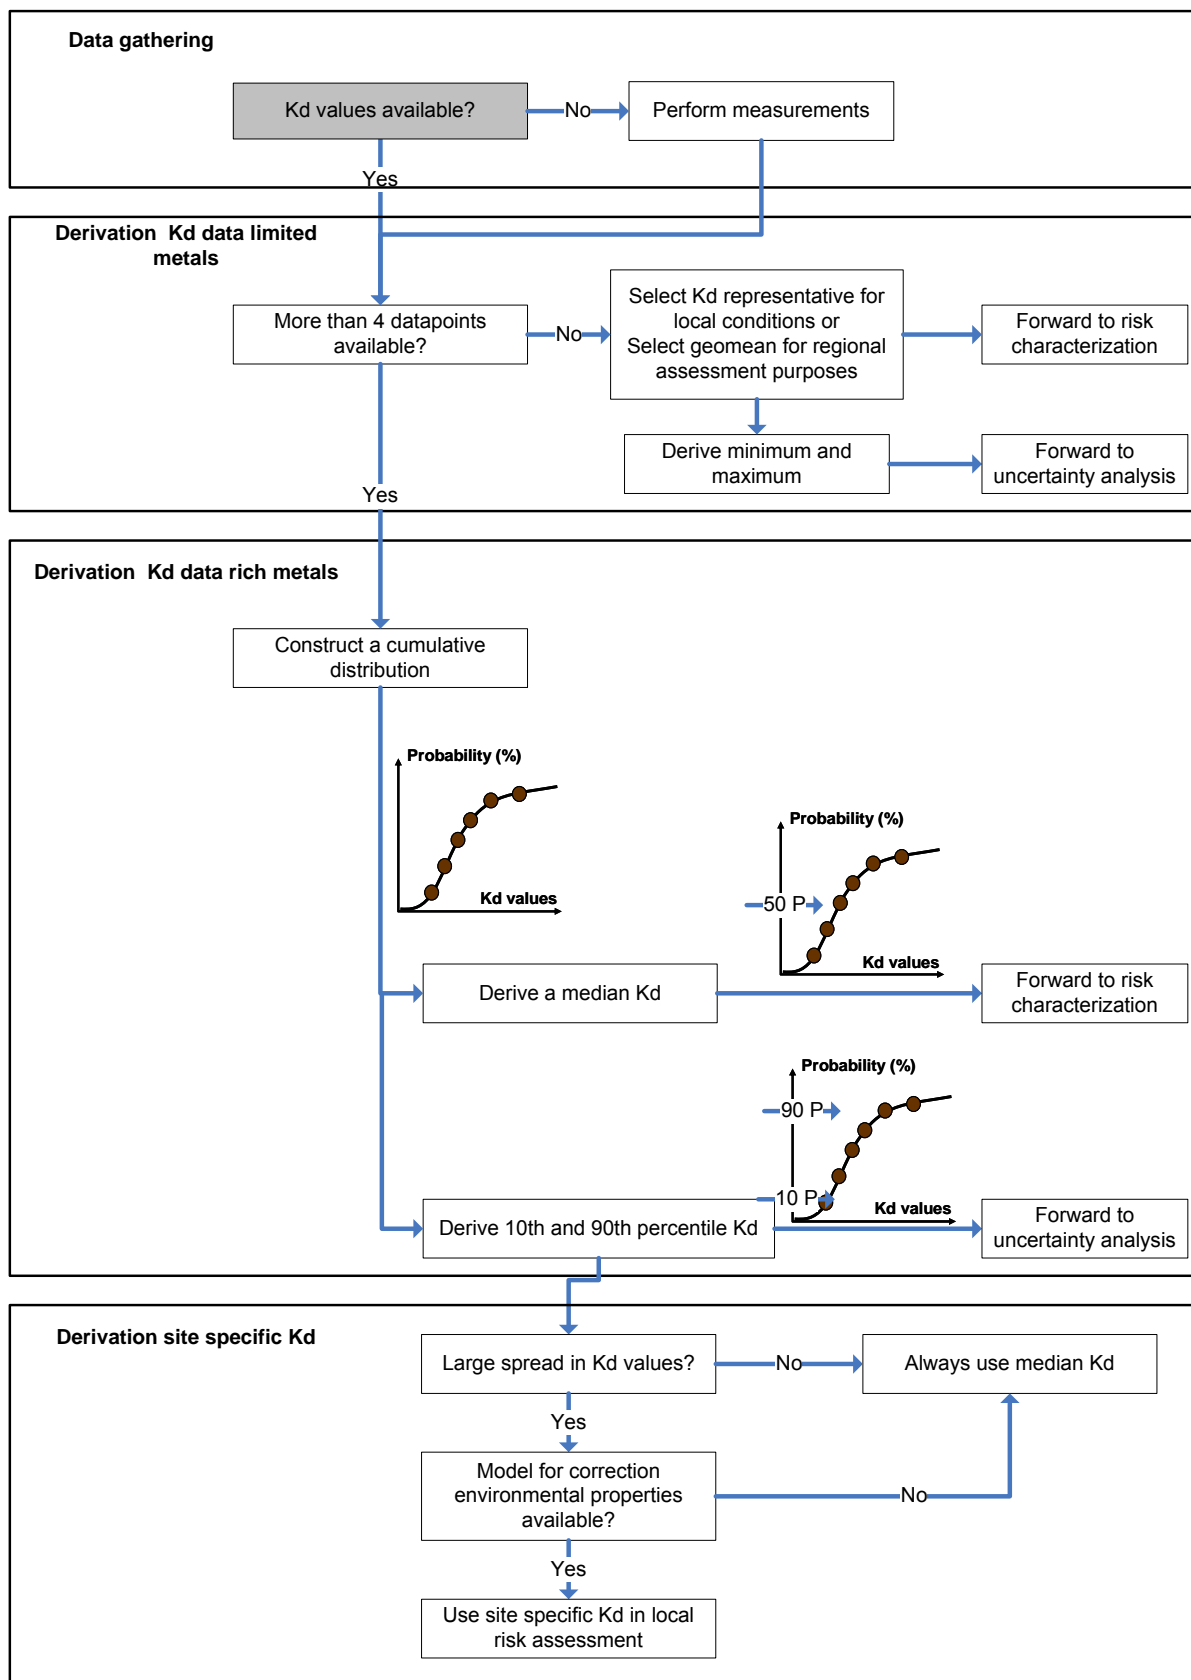 Data gathering
Kd values available?
No
Perform measurements
Yes
Derivation Kd data limited
metals
More than 4 datapoints
available?
No
Select Kd representative for
local conditions or
Select geomean for regional
assessment purposes
Forward to risk
characterization
Derive minimum and
maximum
Forward to
uncertainty analysis
Yes
Derivation Kd data rich metals
Construct a cumulative
distribution
Probability (%)
Kd values
Probability (%)
50 P
Kd values
Derive a median Kd
Forward to risk
characterization
Probability (%)
90 P
10 P
Kd values
Derive 10th and 90th percentile Kd
Forward to
uncertainty analysis
Derivation site specific Kd
Large spread in Kd values?
No
Always use median Kd
Yes
Model for correction
environmental properties
available?
No
Yes
Use site specific Kd in local
risk assessment